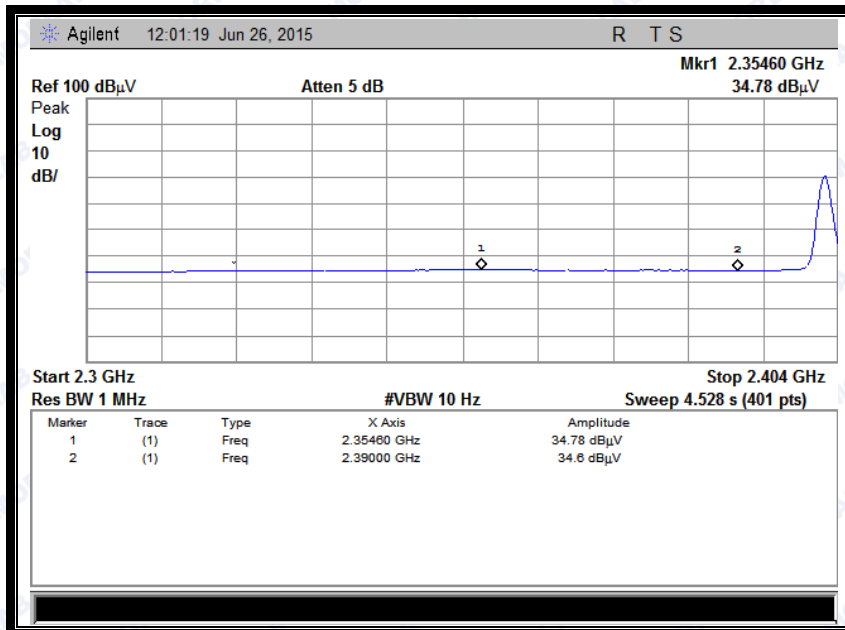 Agilent 12:01:19 Jun 26, 2015 R T S
Mkr1 2.35460 GHz
Ref 100 dBµV Atten 5 dB 34.78 dBµV
Peak
Log
10
dB/
1
2
Start 2.3 GHz Stop 2.404 GHz
Res BW 1 MHz #VBW 10 Hz Sweep 4.528 s (401 pts)
Marker Trace Type X Axis Amplitude
1 (1) Freq 2.35460 GHz 34.78 dBµV
2 (1) Freq 2.39000 GHz 34.6 dBµV